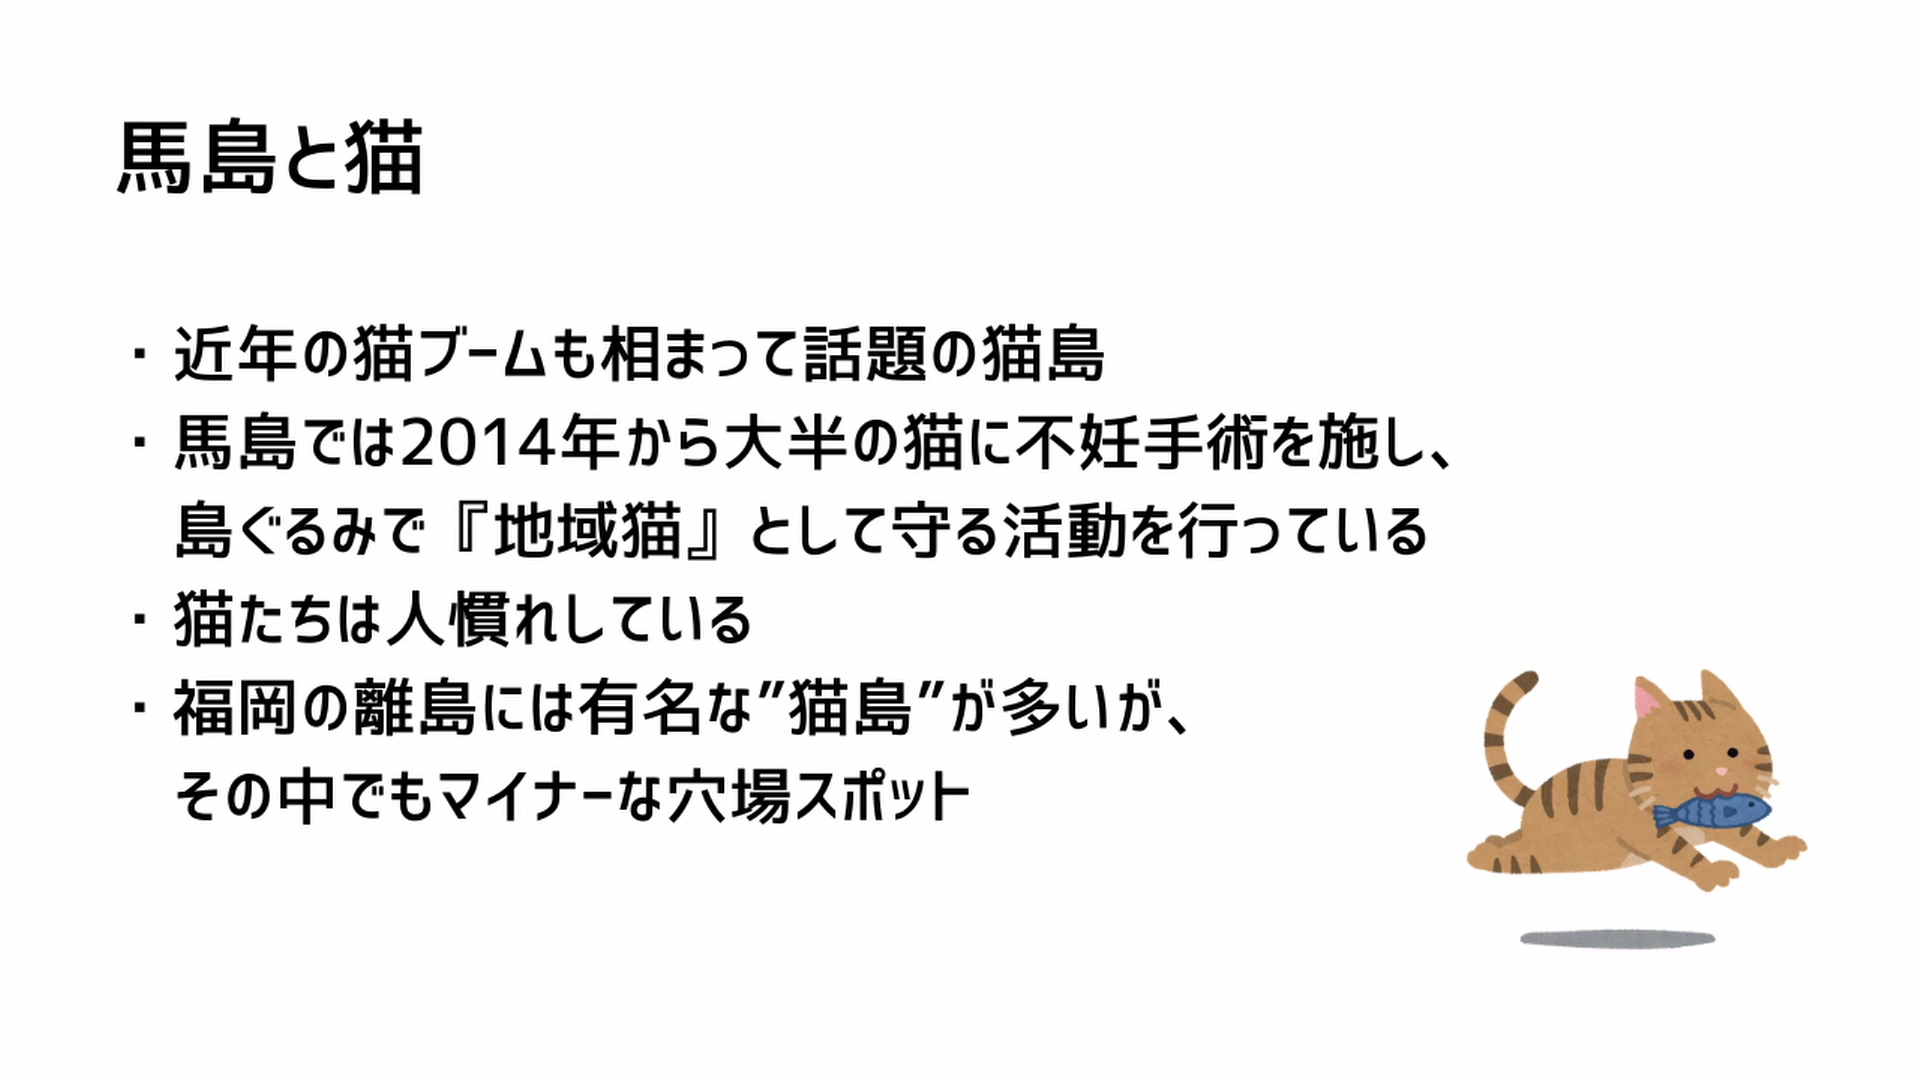 馬島と猫
・近年の猫ブームも相まって話題の猫島
・馬島では2014年から大半の猫に不妊手術を施し、
島ぐるみで『地域猫』として守る活動を行っている
・猫たちは人慣れしている
・福岡の離島には有名な”猫島”が多いが、
その中でもマイナーな穴場スポット